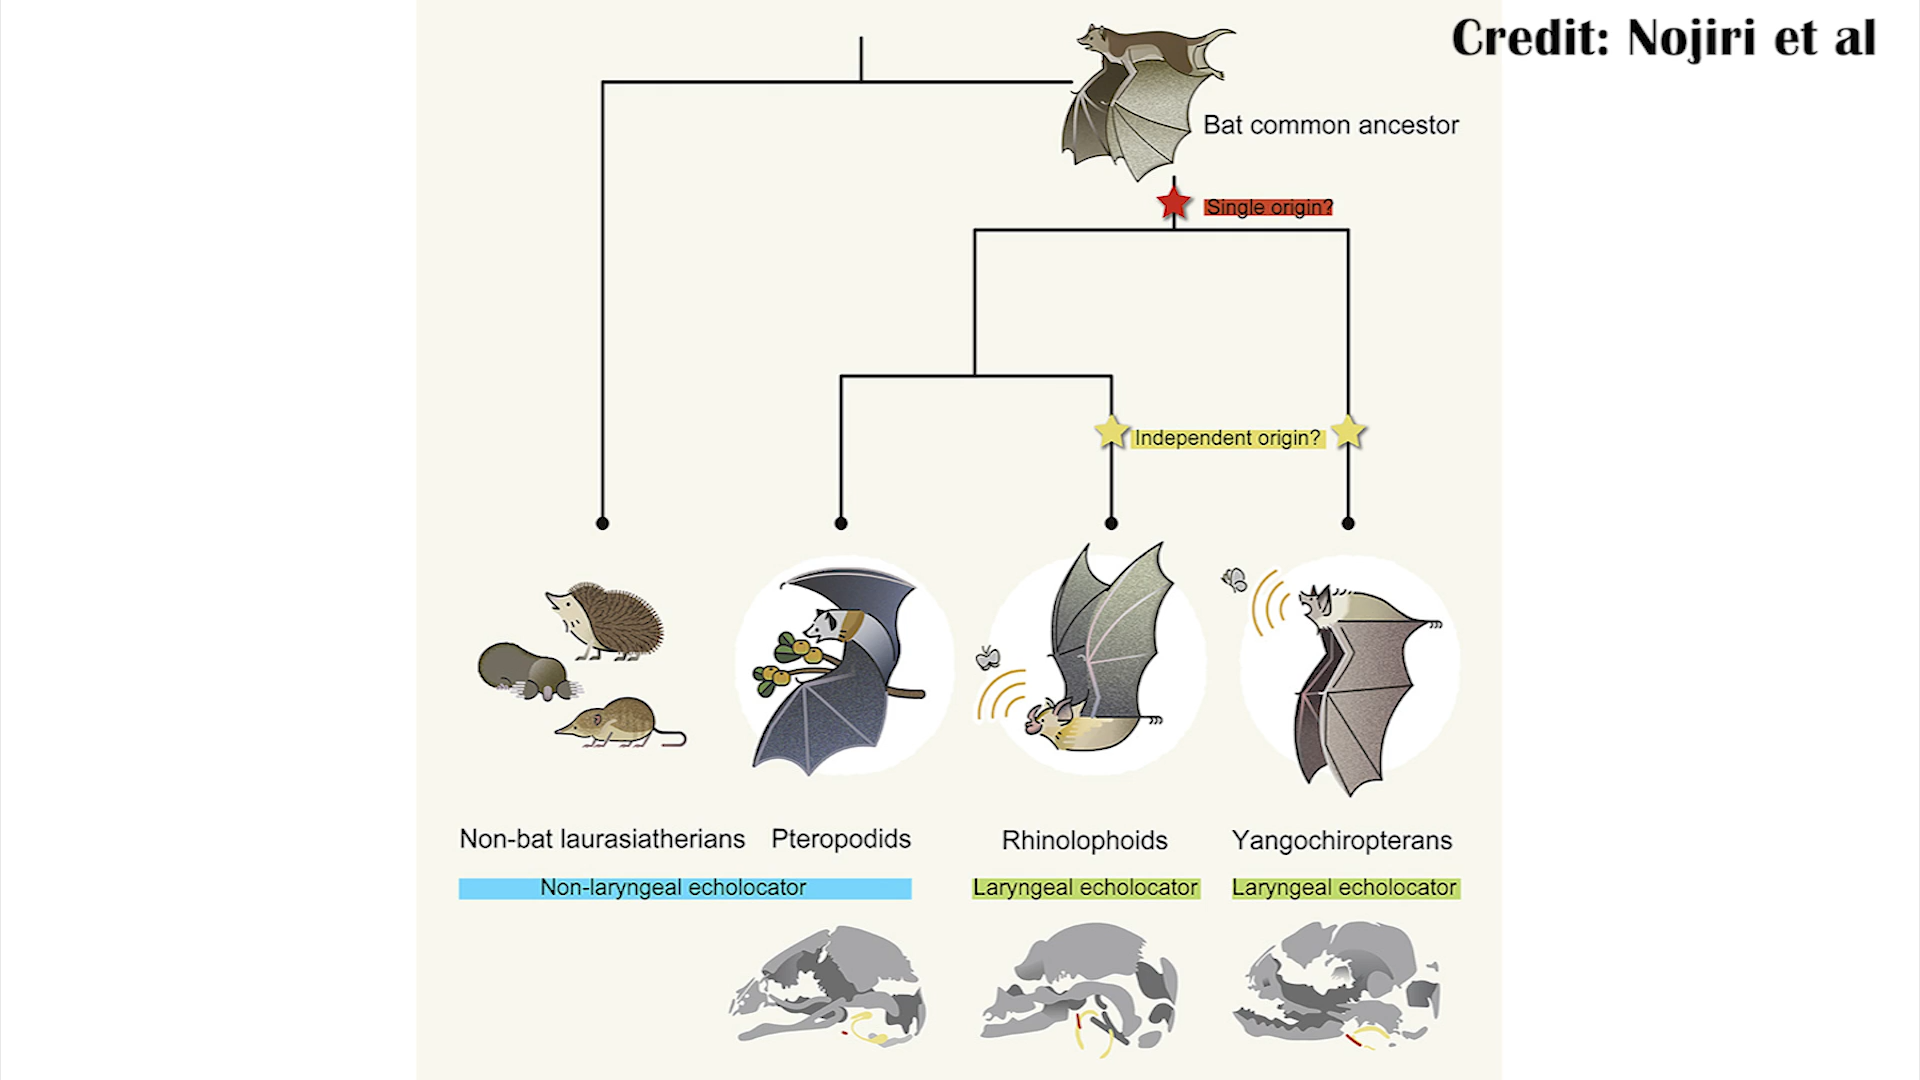 Credit: Nojiri et al
Bat common ancestor
Single origin?
Independent origin?
Non-bat laurasiatherians
Pteropodids
Rhinolophoids
Yangochiropterans
Non-laryngeal echolocator
Laryngeal echolocator
Laryngeal echolocator